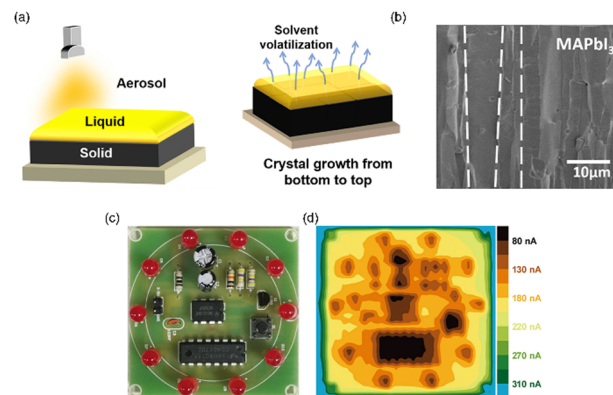 (a)
Aerosol
Liquid
Solid
Solvent
volatilization
Crystal growth from
bottom to top
(b)
MAPbI3
10μm
(c)
(d)
80 nA
130 nA
180 nA
220 nA
270 nA
310 nA